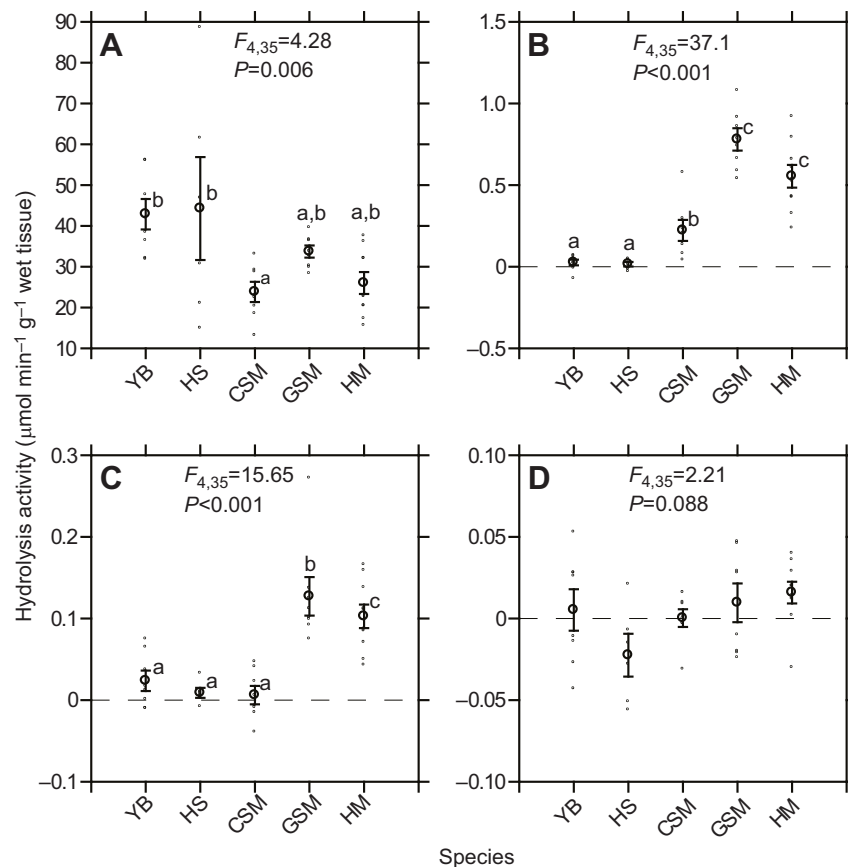 Hydrolysis activity (μmol min–1 g–1 wet tissue)
A
F4,35=4.28
P=0.006
90
80
70
60
50
40
30
20
10
b
b
a
a,b
a,b
YB
HS
CSM
GSM
HM
B
F4,35=37.1
P<0.001
1.5
1.0
0.5
0
–0.5
a
a
b
c
c
YB
HS
CSM
GSM
HM
C
F4,35=15.65
P<0.001
0.3
0.2
0.1
0
–0.1
a
a
a
b
c
YB
HS
CSM
GSM
HM
D
F4,35=2.21
P=0.088
0.10
0.05
0
–0.05
–0.10
YB
HS
CSM
GSM
HM
Species